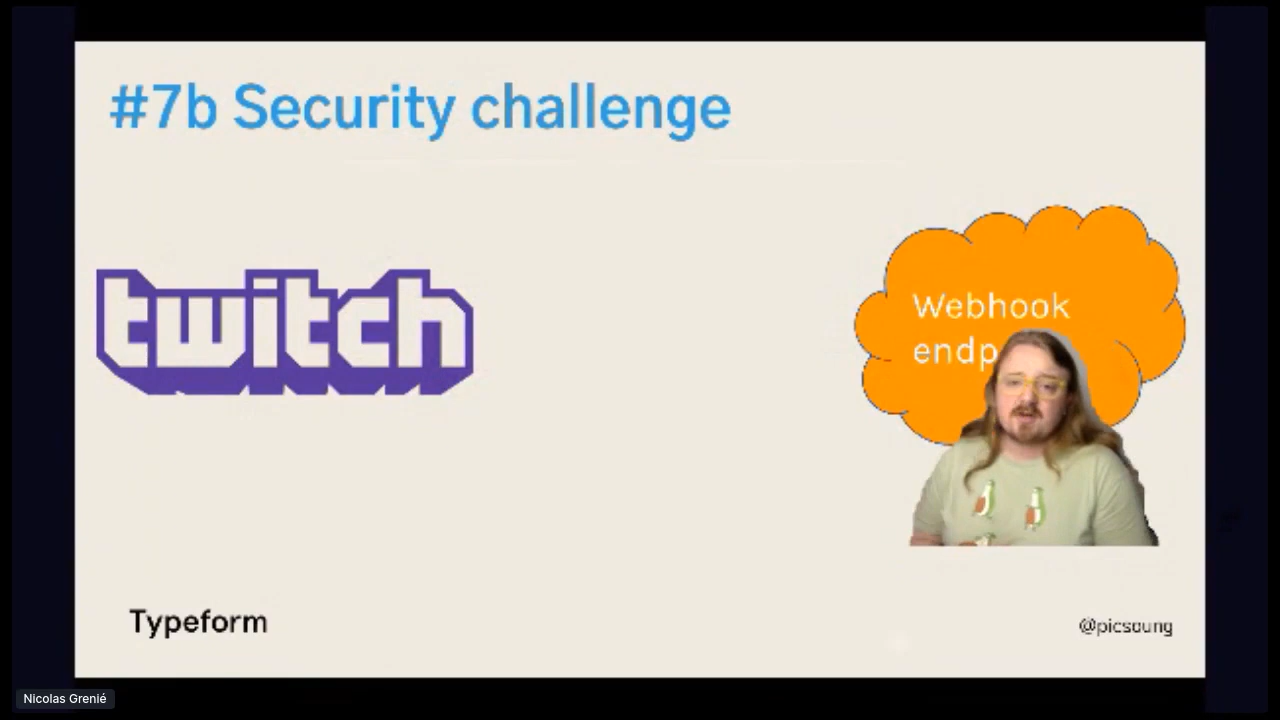 #7b Security challenge
twitch
Webhook
Typeform
@picsoung
Nicolas Grenié